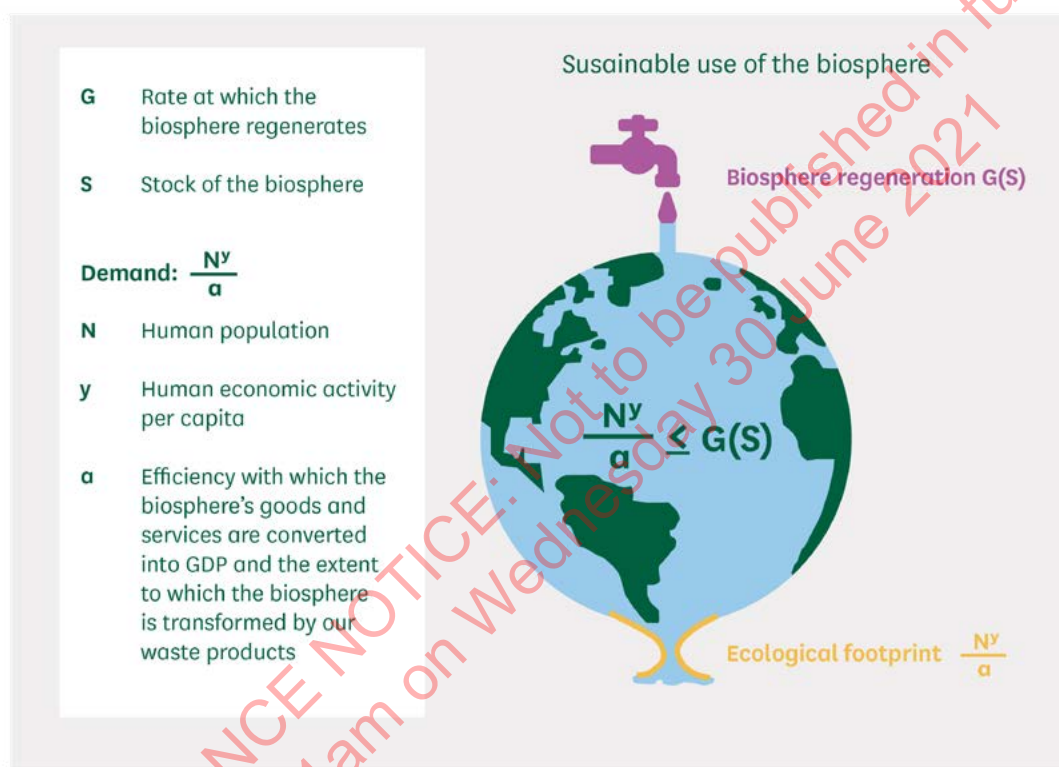 G Rate at which the
biosphere regenerates
S Stock of the biosphere
Demand: Nʸ
a
N Human population
y Human economic activity
per capita
a Efficiency with which the
biosphere's goods and
services are converted
into GDP and the extent
to which the biosphere
is transformed by our
waste products
Susainable use of the biosphere
Biosphere regeneration G(S)
Nʸ
a ≤ G(S)
Ecological footprint Nʸ
a
NCE NOTICE: Not to be published in fu
1am on Wednesday 30 June 2021